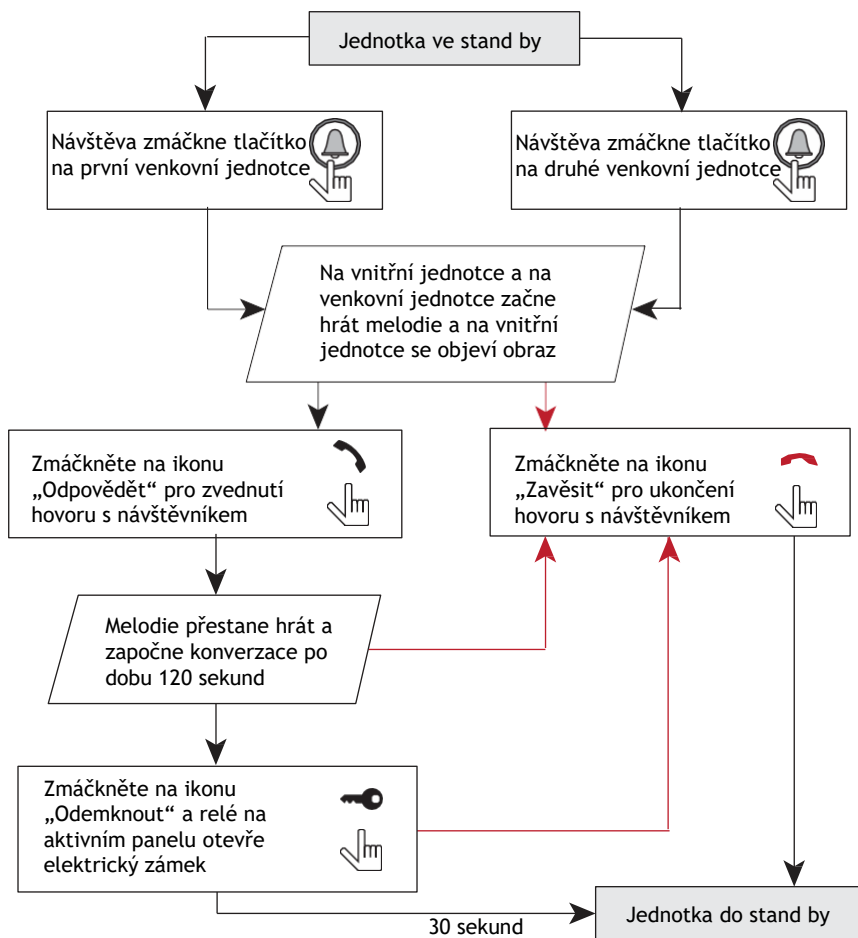 Jednotka ve stand by
Návštěva zmáčkne tlačítko
na první venkovní jednotce
Návštěva zmáčkne tlačítko
na druhé venkovní jednotce
Na vnitřní jednotce a na
venkovní jednotce začne
hrát melodie a na vnitřní
jednotce se objeví obraz
Zmáčkněte na ikonu
„Odpovědět“ pro zvednutí
hovoru s návštěvníkem
Zmáčkněte na ikonu
„Zavěsit“ pro ukončení
hovoru s návštěvníkem
Melodie přestane hrát a
započne konverzace po
dobu 120 sekund
Zmáčkněte na ikonu
„Odemknout“ a relé na
aktivním panelu otevře
elektrický zámek
30 sekund
Jednotka do stand by